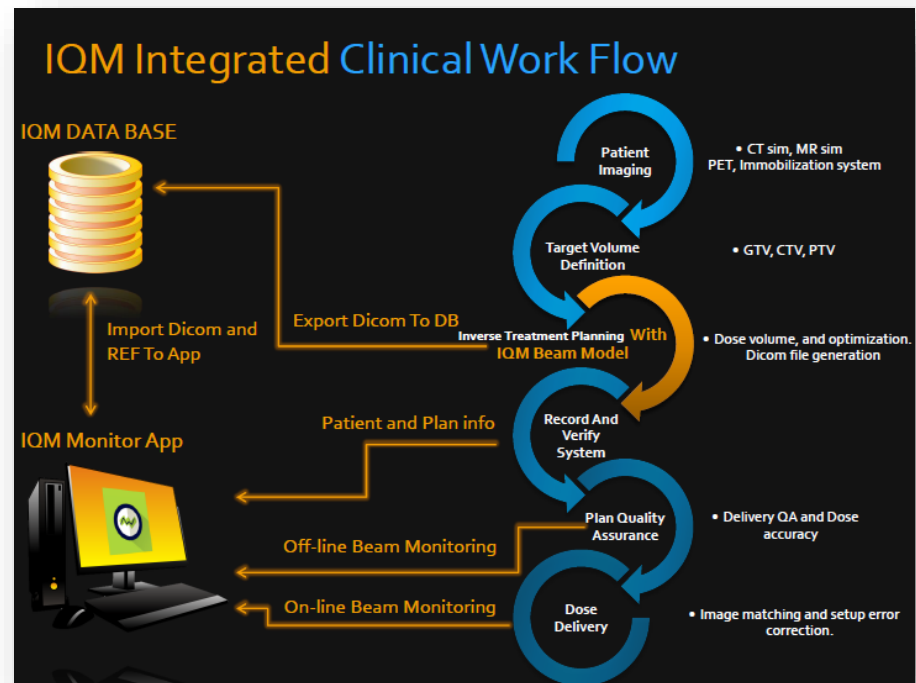 IQM Integrated Clinical Work Flow
IQM DATA BASE
Patient
Imaging
• CT sim, MR sim
PET, Immobilization system
Target Volume
Definition
• GTV, CTV, PTV
Import Dicom and
REF To App
Export Dicom To DB
Inverse Treatment Planning With
IQM Beam Model
• Dose volume, and optimization.
Dicom file generation
Patient and Plan info
Record And
Verify
System
IQM Monitor App
Plan Quality
Assurance
• Delivery QA and Dose
accuracy
Off-line Beam Monitoring
On-line Beam Monitoring
Dose
Delivery
• Image matching and setup error
correction.